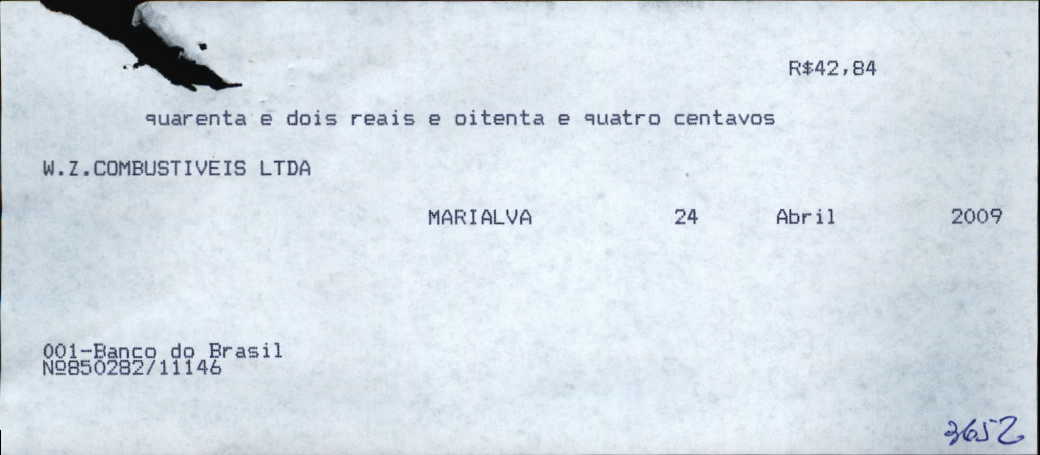 R$42,84
quarenta e dois reais e oitenta e quatro centavos
W.Z.COMBUSTIVEIS LTDA
MARIALVA 24 Abril 2009
001-Banco do Brasil
Nº850282/11146
3652